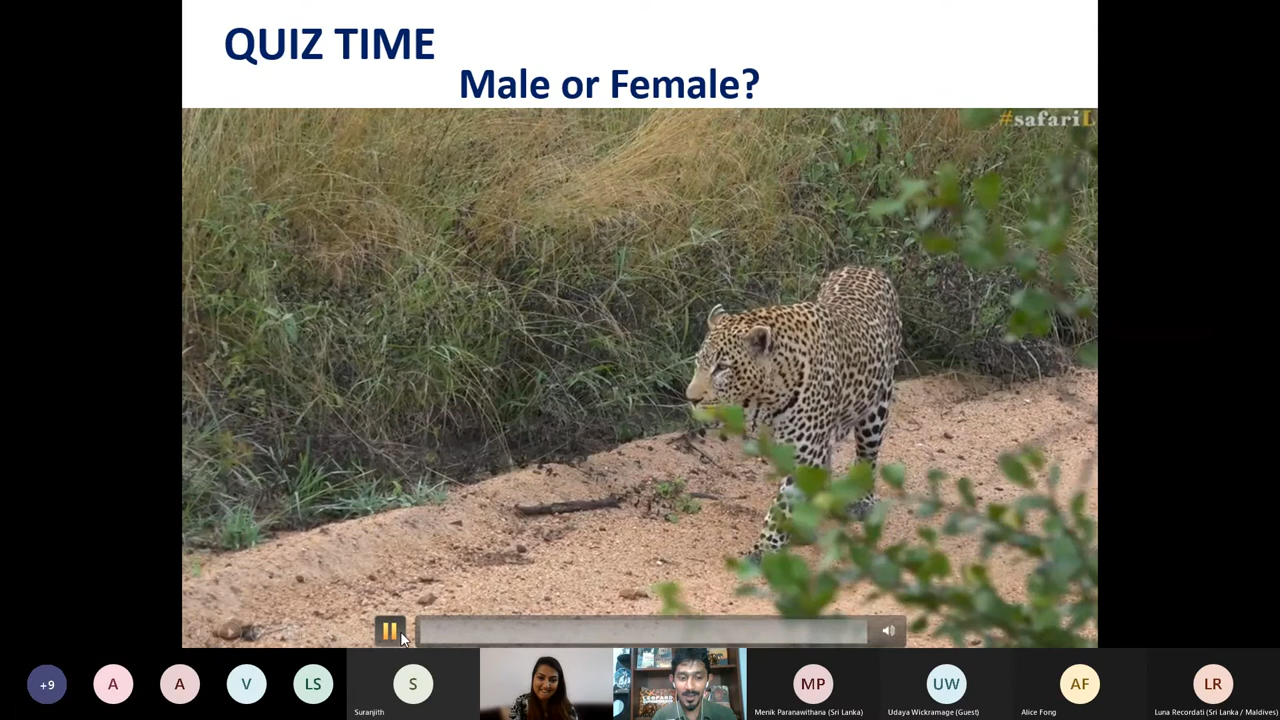 QUIZ TIME
Male or Female?
#safariL
+9
A
A
V
LS
S
MP
UW
AF
LR
Suranjith
Menik Paranawithana (Sri Lanka)
Udaya Wickramage (Guest)
Alice Fong
Luna Recordati (Sri Lanka / Maldives)